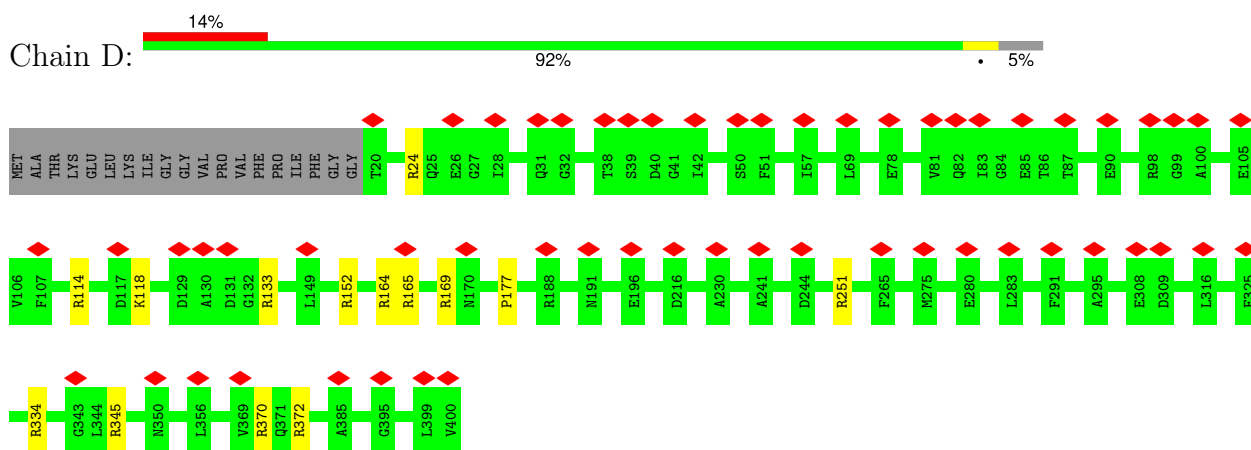 14%
Chain D:
92% • 5%
MET ALA THR LYS GLU LEU LYS ILE GLY GLY VAL PRO VAL PHE PRO ILE PHE GLY GLY T20 R24 Q25 E26 G27 I28 Q31 G32 T38 S39 D40 G41 I42 S50 F51 I57 L69 E78 V81 Q82 I83 G84 E85 T86 T87 E90 R98 G99 A100 E105
V106 F107 R114 D117 K118 D129 A130 D131 G132 R133 L149 R152 R164 R165 R169 N170 P177 R188 N191 E196 D216 A230 A241 D244 R251 F265 M275 E280 L283 F291 A295 E308 D309 L316
R334 G343 L344 R345 N350 L356 V369 R370 Q371 R372 A385 G395 L399 V400